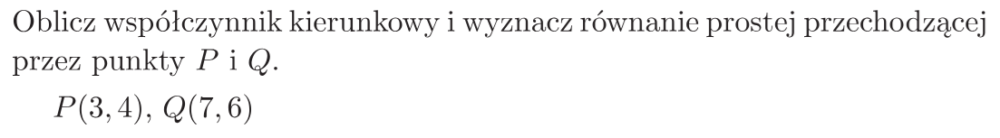 Oblicz współczynnik kierunkowy i wyznacz równanie prostej przechodzącej
przez punkty P i Q.
P(3, 4), Q(7, 6)